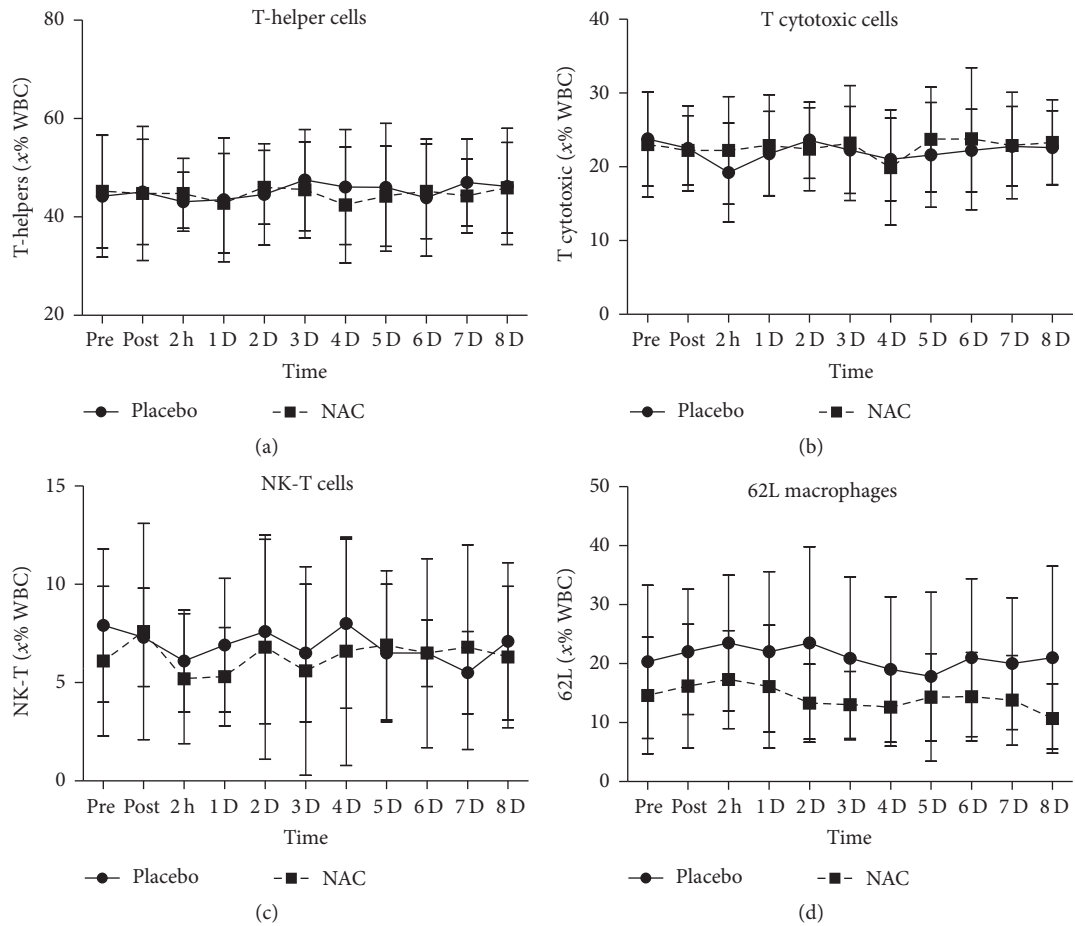 T-helper cells
80
60
40
20
T-helpers (x% WBC)
Pre Post 2 h 1 D 2 D 3 D 4 D 5 D 6 D 7 D 8 D
Time
Placebo NAC
(a)
T cytotoxic cells
40
30
20
10
0
T cytotoxic (x% WBC)
Pre Post 2 h 1 D 2 D 3 D 4 D 5 D 6 D 7 D 8 D
Time
Placebo NAC
(b)
NK-T cells
15
10
5
0
NK-T (x% WBC)
Pre Post 2 h 1 D 2 D 3 D 4 D 5 D 6 D 7 D 8 D
Time
Placebo NAC
(c)
62L macrophages
50
40
30
20
10
0
62L (x% WBC)
Pre Post 2 h 1 D 2 D 3 D 4 D 5 D 6 D 7 D 8 D
Time
Placebo NAC
(d)